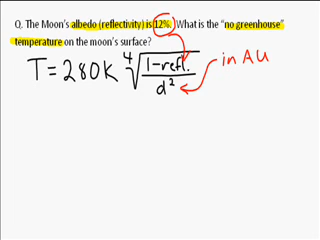 Q. The Moon's albedo (reflectivity) is 12%. What is the "no greenhouse"
temperature on the moon's surface?
T = 280K ∜((1-refl.)/d²)
in AU